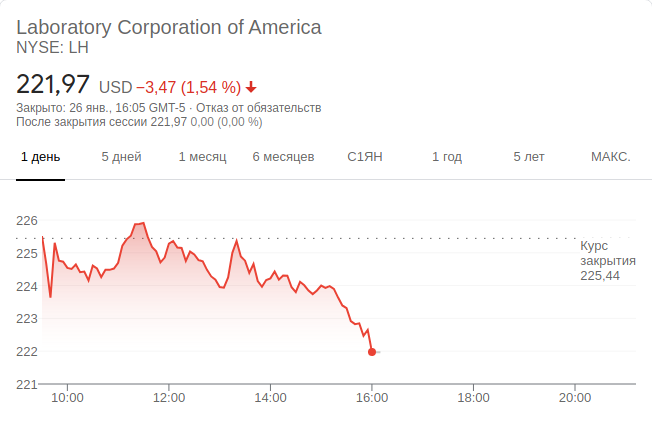 Laboratory Corporation of America
NYSE: LH
221,97 USD −3,47 (1,54 %)
Закрыто: 26 янв., 16:05 GMT-5 · Отказ от обязательств
После закрытия сессии 221,97 0,00 (0,00 %)
1 день 5 дней 1 месяц 6 месяцев С1ЯН 1 год 5 лет МАКС.
226
225
224
223
222
221
Курс
закрытия
225,44
10:00 12:00 14:00 16:00 18:00 20:00